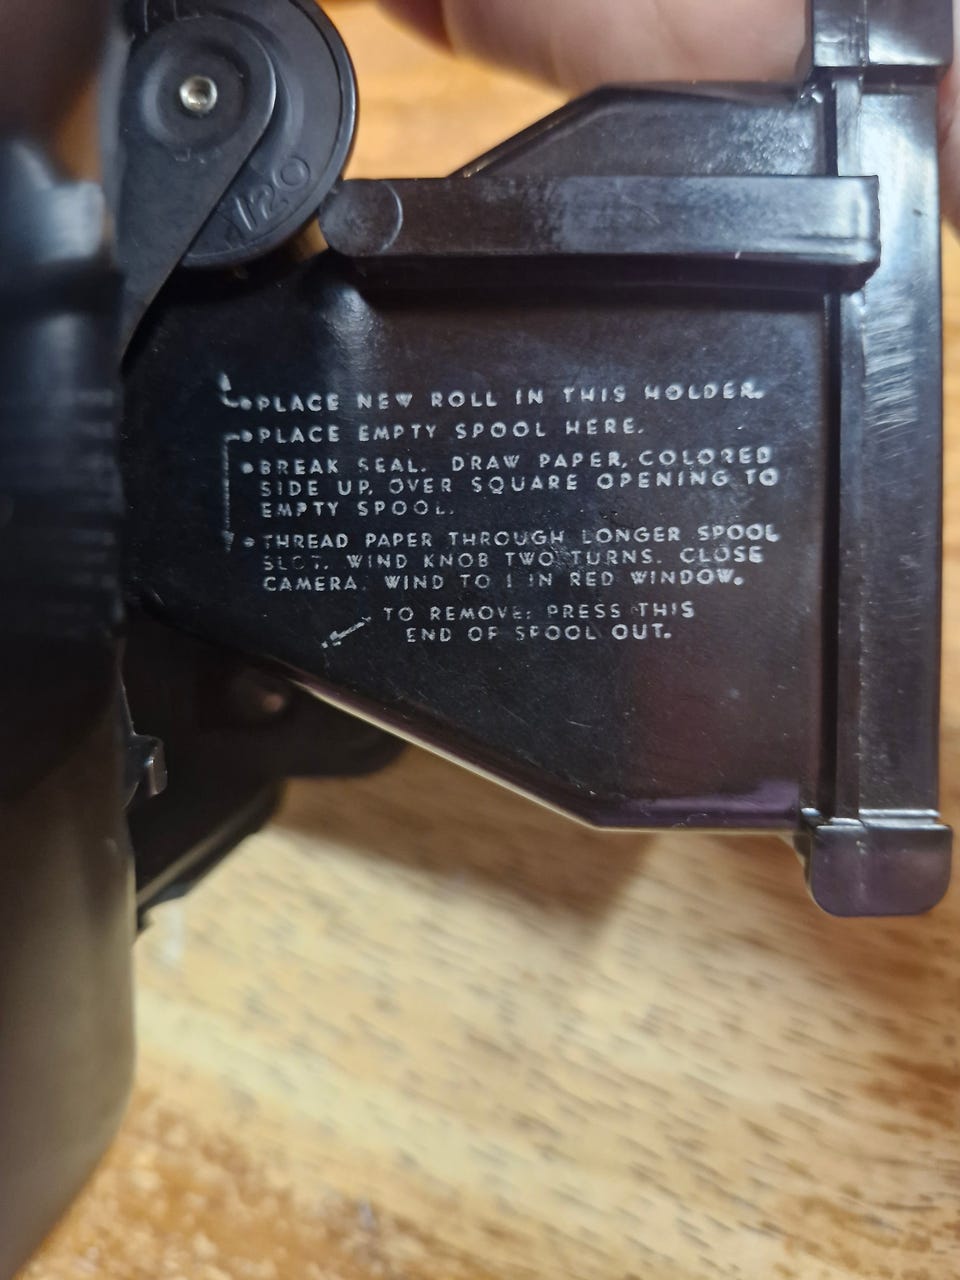 120
PLACE NEW ROLL IN THIS HOLDER.
PLACE EMPTY SPOOL HERE.
BREAK SEAL. DRAW PAPER, COLORED
SIDE UP, OVER SQUARE OPENING TO
EMPTY SPOOL.
THREAD PAPER THROUGH LONGER SPOOL
SLOT. WIND KNOB TWO TURNS. CLOSE
CAMERA. WIND TO 1 IN RED WINDOW.
TO REMOVE: PRESS THIS
END OF SPOOL OUT.